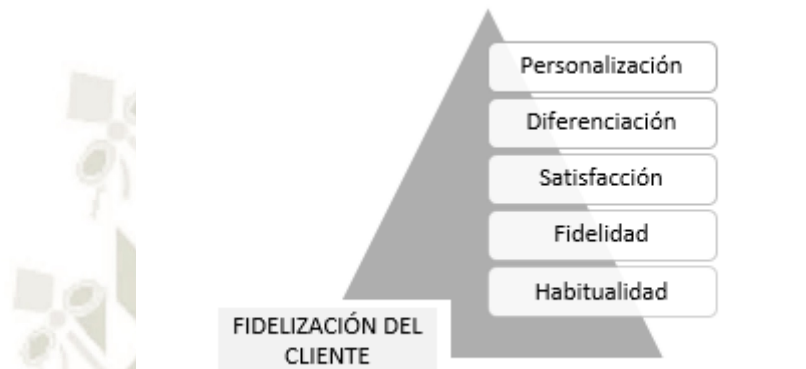 Personalización
Diferenciación
Satisfacción
Fidelidad
Habitualidad
FIDELIZACIÓN DEL
CLIENTE